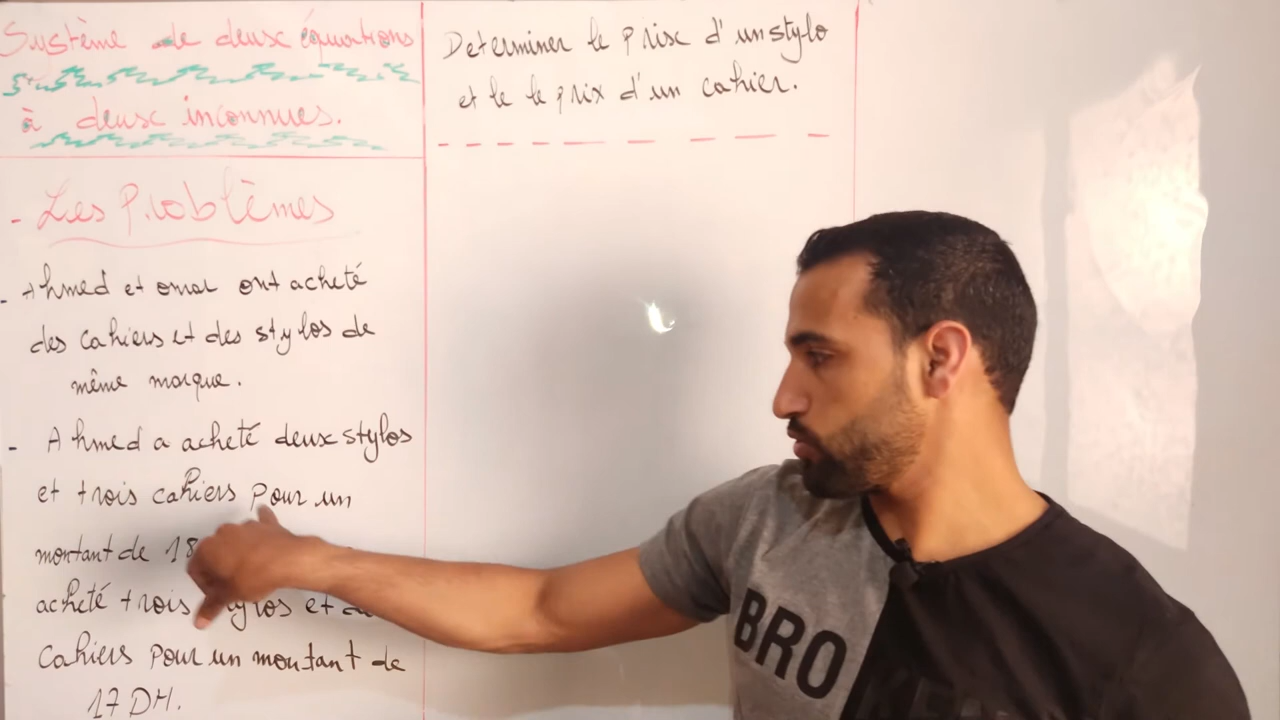 Système de deux équations
à deux inconnues.
- Les Problèmes
- Ahmed et omar ont acheté
des cahiers et des stylos de
même marque.
- Ahmed a acheté deux stylos
et trois cahiers pour un
montant de 18
acheté trois et
cahiers pour un montant de
17 DH.
Determiner le prix d'un stylo
et le le prix d'un cahier.
BRO